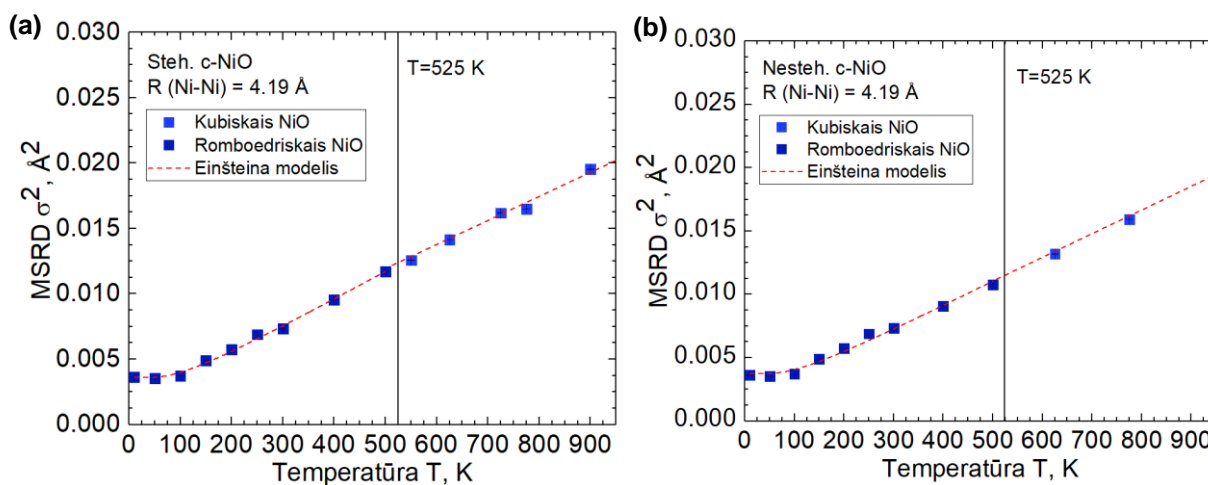 (a)
MSRD σ², Å²
0.030
0.025
0.020
0.015
0.010
0.005
0.000
Steh. c-NiO
R (Ni-Ni) = 4.19 Å
Kubiskais NiO
Romboedriskais NiO
Einšteina modelis
T=525 K
0 100 200 300 400 500 600 700 800 900
Temperatūra T, K
(b)
MSRD σ², Å²
0.030
0.025
0.020
0.015
0.010
0.005
0.000
Nesteh. c-NiO
R (Ni-Ni) = 4.19 Å
Kubiskais NiO
Romboedriskais NiO
Einšteina modelis
T=525 K
0 100 200 300 400 500 600 700 800 900
Temperatūra T, K